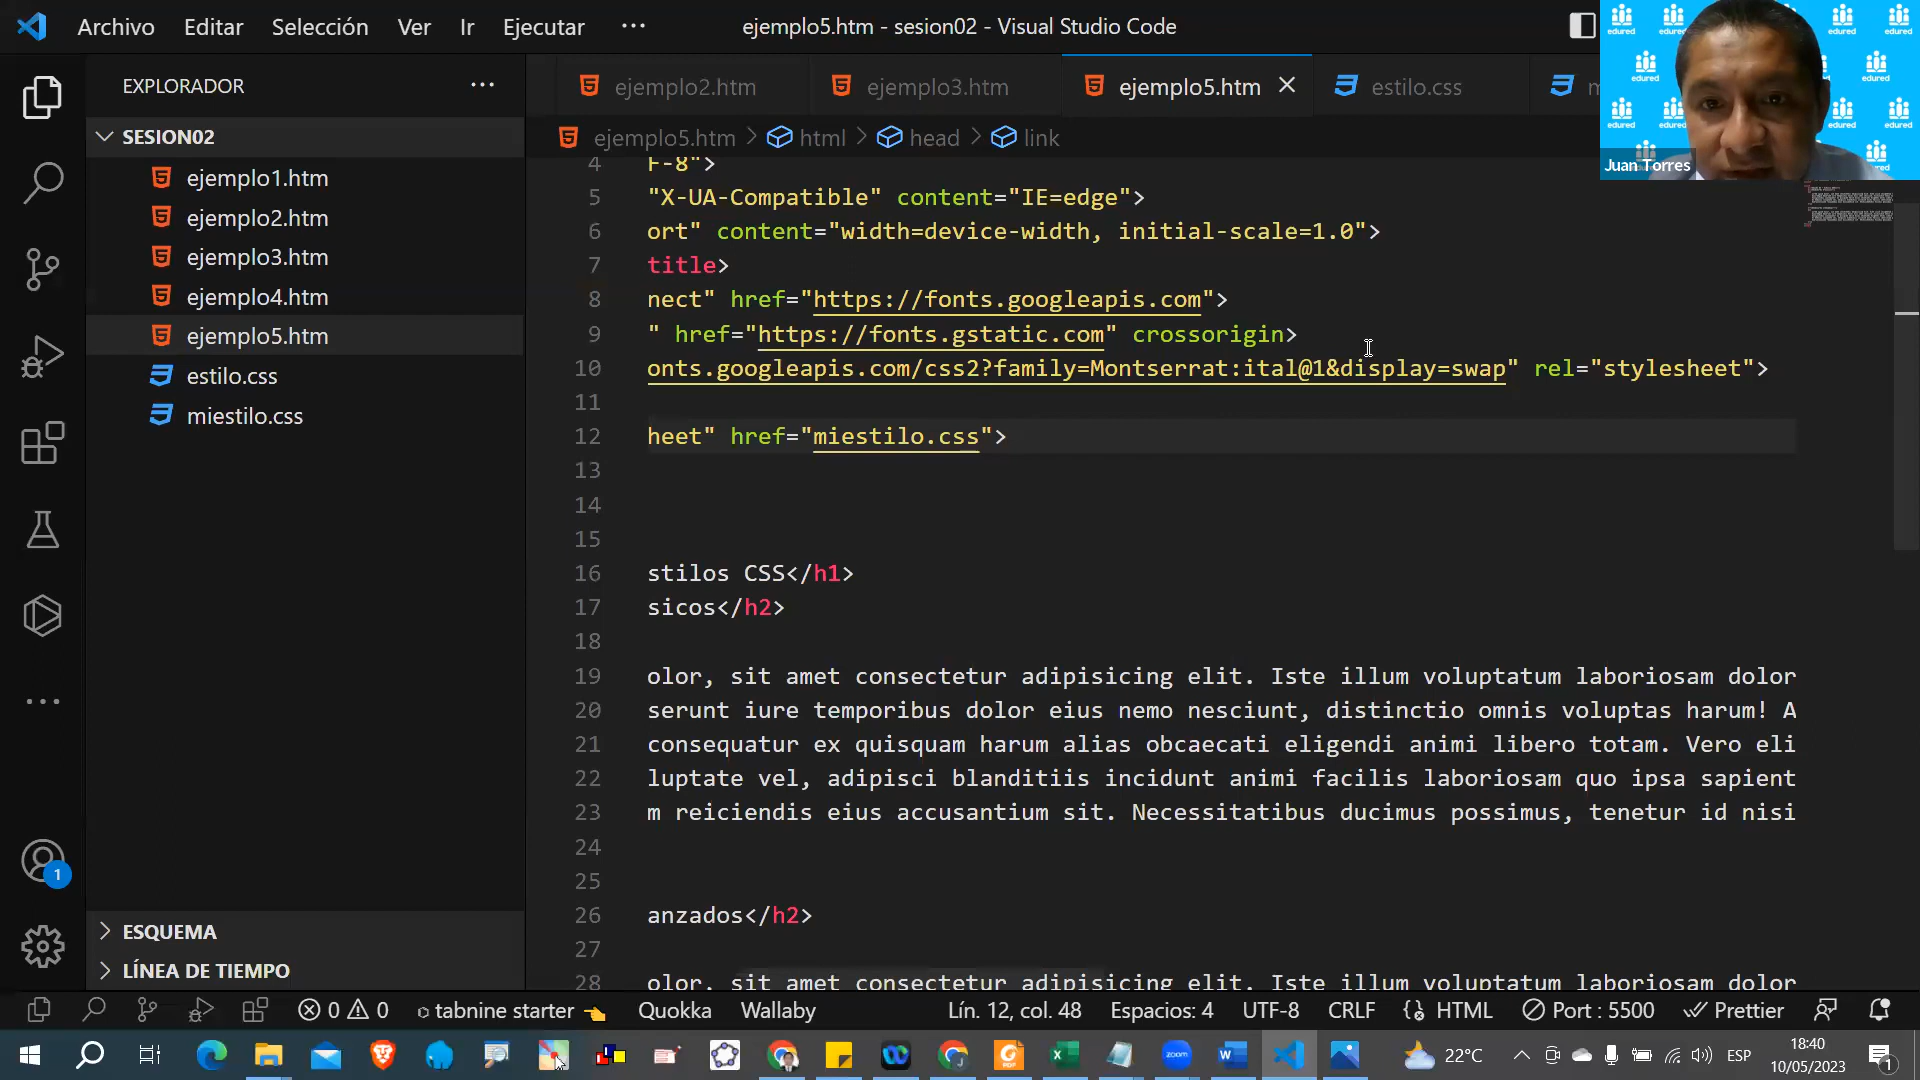 Archivo Editar Selección Ver Ir Ejecutar ···
ejemplo5.htm - sesion02 - Visual Studio Code
edured edured edured edured
edured edured
edured edured
Juan Torres
EXPLORADOR ···
SESION02
ejemplo1.htm
ejemplo2.htm
ejemplo3.htm
ejemplo4.htm
ejemplo5.htm
estilo.css
miestilo.css
ESQUEMA
LÍNEA DE TIEMPO
ejemplo2.htm ejemplo3.htm ejemplo5.htm estilo.css m
ejemplo5.htm > html > head > link
4 F-8">
5 "X-UA-Compatible" content="IE=edge">
6 ort" content="width=device-width, initial-scale=1.0">
7 title>
8 nect" href="https://fonts.googleapis.com">
9 " href="https://fonts.gstatic.com" crossorigin>
10 onts.googleapis.com/css2?family=Montserrat:ital@1&display=swap" rel="stylesheet">
11
12 heet" href="miestilo.css">
13
14
15
16 stilos CSS</h1>
17 sicos</h2>
18
19 olor, sit amet consectetur adipisicing elit. Iste illum voluptatum laboriosam dolor
20 serunt iure temporibus dolor eius nemo nesciunt, distinctio omnis voluptas harum! A
21 consequatur ex quisquam harum alias obcaecati eligendi animi libero totam. Vero eli
22 luptate vel, adipisci blanditiis incidunt animi facilis laboriosam quo ipsa sapient
23 m reiciendis eius accusantium sit. Necessitatibus ducimus possimus, tenetur id nisi
24
25
26 anzados</h2>
27
28 olor, sit amet consectetur adipisicing elit. Iste illum voluptatum laboriosam dolor
1
0 0 tabnine starter Quokka Wallaby Lín. 12, col. 48 Espacios: 4 UTF-8 CRLF HTML Port : 5500 Prettier
zoom 22°C ESP 18:40
10/05/2023 1